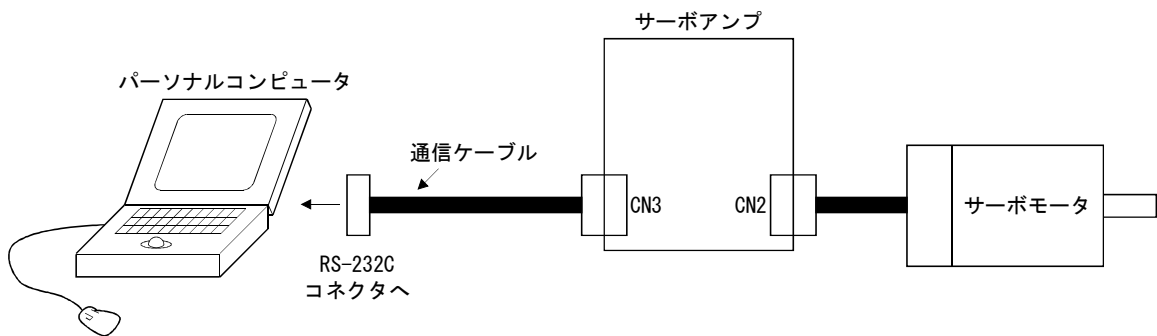 サーボアンプ
パーソナルコンピュータ
通信ケーブル
CN3
CN2
サーボモータ
RS-232C
コネクタへ